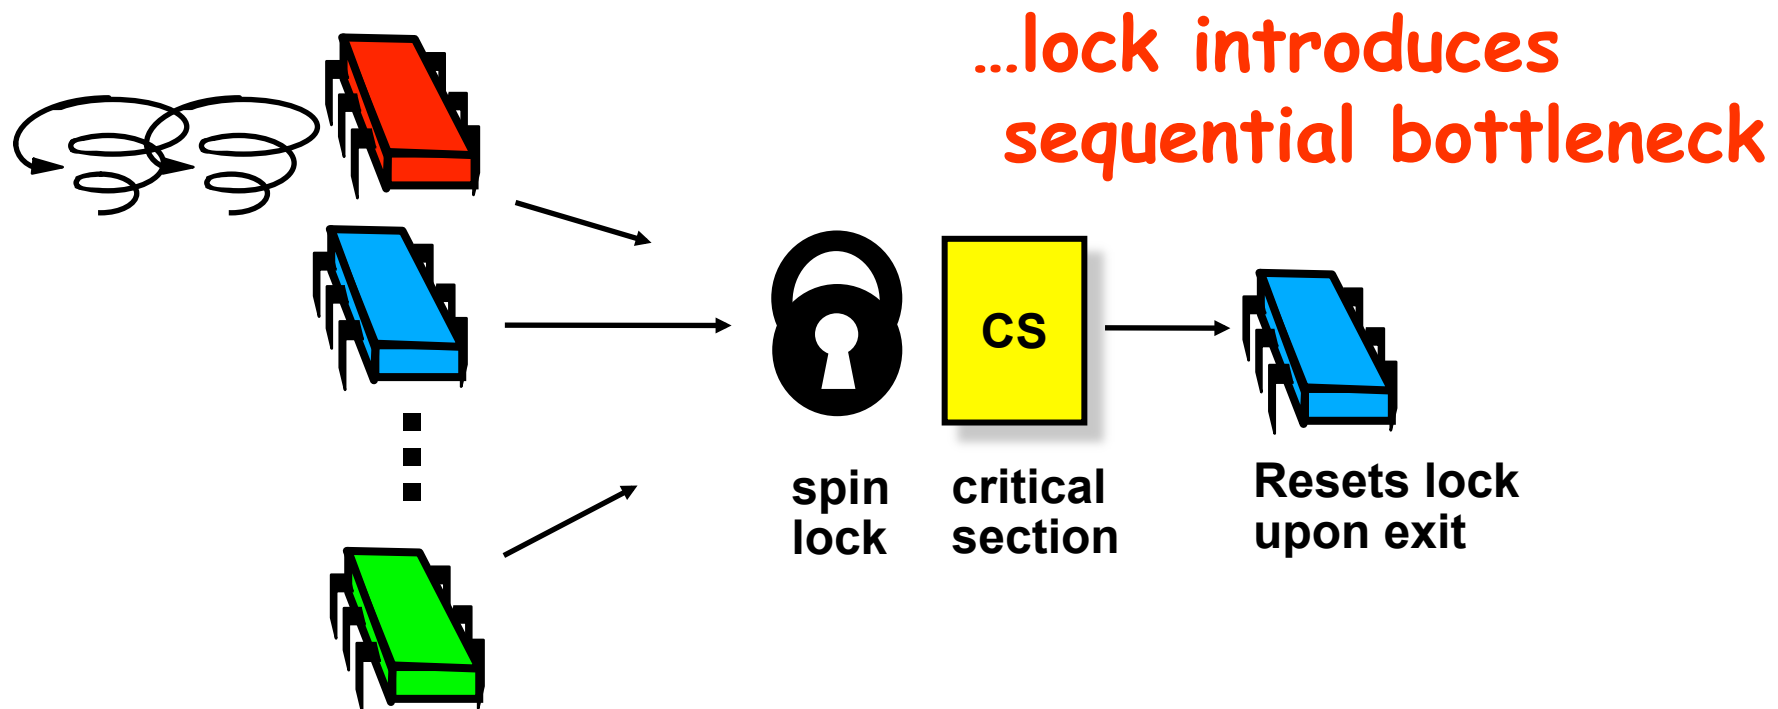 …lock introduces
sequential bottleneck
CS
spin
lock
critical
section
Resets lock
upon exit